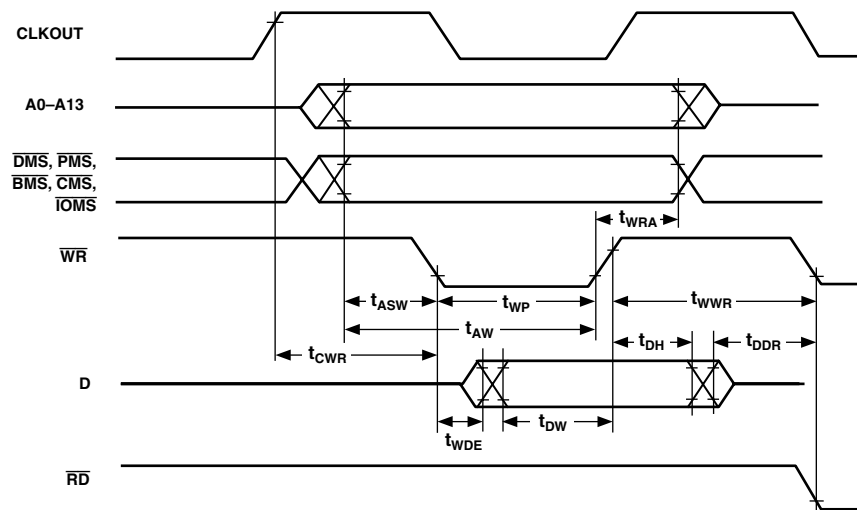 CLKOUT
A0–A13
DMS, PMS,
BMS, CMS,
IOMS
tWRA
WR
tASW
tWP
tWWR
tAW
tDH
tDDR
tCWR
D
tWDE
tDW
RD